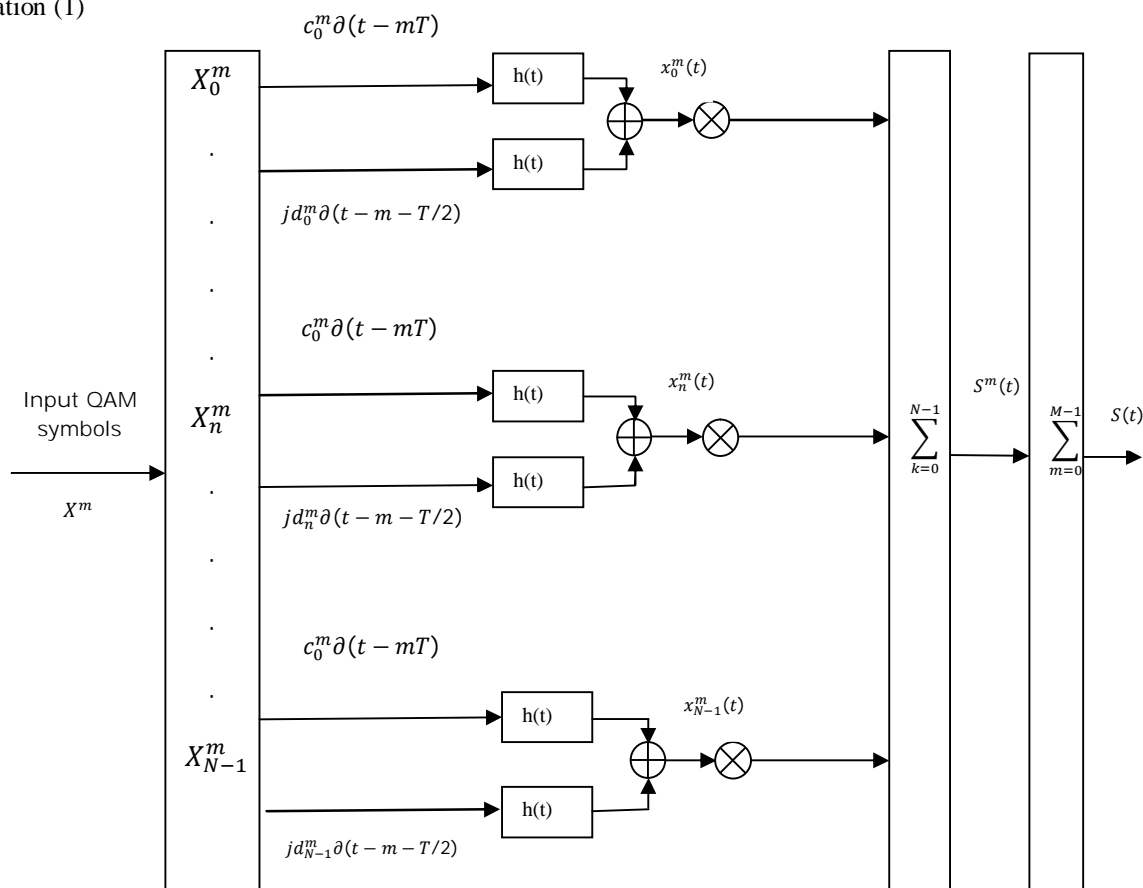 ation (1)
c_0^m ∂(t − mT)
X_0^m
h(t)
x_0^m(t)
h(t)
jd_0^m ∂(t − m − T/2)
.
.
.
c_0^m ∂(t − mT)
h(t)
x_n^m(t)
Input QAM
symbols
X_n^m
X^m
h(t)
jd_n^m ∂(t − m − T/2)
N−1
∑
k=0
S^m(t)
M−1
∑
m=0
S(t)
.
.
.
.
c_0^m ∂(t − mT)
h(t)
x_{N−1}^m(t)
X_{N−1}^m
h(t)
jd_{N−1}^m ∂(t − m − T/2)